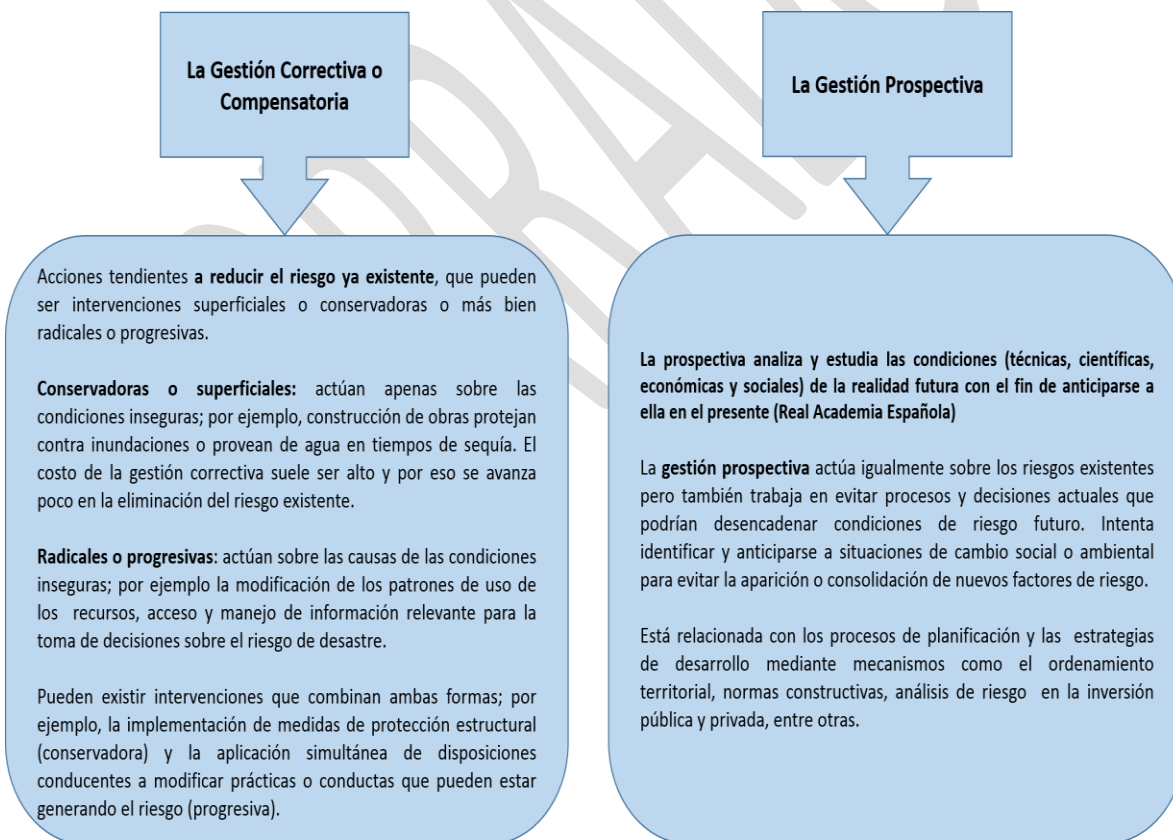 La Gestión Correctiva o
Compensatoria
Acciones tendientes a reducir el riesgo ya existente, que pueden
ser intervenciones superficiales o conservadoras o más bien
radicales o progresivas.
Conservadoras o superficiales: actúan apenas sobre las
condiciones inseguras; por ejemplo, construcción de obras protejan
contra inundaciones o provean de agua en tiempos de sequía. El
costo de la gestión correctiva suele ser alto y por eso se avanza
poco en la eliminación del riesgo existente.
Radicales o progresivas: actúan sobre las causas de las condiciones
inseguras; por ejemplo la modificación de los patrones de uso de
los recursos, acceso y manejo de información relevante para la
toma de decisiones sobre el riesgo de desastre.
Pueden existir intervenciones que combinan ambas formas; por
ejemplo, la implementación de medidas de protección estructural
(conservadora) y la aplicación simultánea de disposiciones
conducentes a modificar prácticas o conductas que pueden estar
generando el riesgo (progresiva).
La Gestión Prospectiva
La prospectiva analiza y estudia las condiciones (técnicas, científicas,
económicas y sociales) de la realidad futura con el fin de anticiparse a
ella en el presente (Real Academia Española)
La gestión prospectiva actúa igualmente sobre los riesgos existentes
pero también trabaja en evitar procesos y decisiones actuales que
podrían desencadenar condiciones de riesgo futuro. Intenta
identificar y anticiparse a situaciones de cambio social o ambiental
para evitar la aparición o consolidación de nuevos factores de riesgo.
Está relacionada con los procesos de planificación y las estrategias
de desarrollo mediante mecanismos como el ordenamiento
territorial, normas constructivas, análisis de riesgo en la inversión
pública y privada, entre otras.